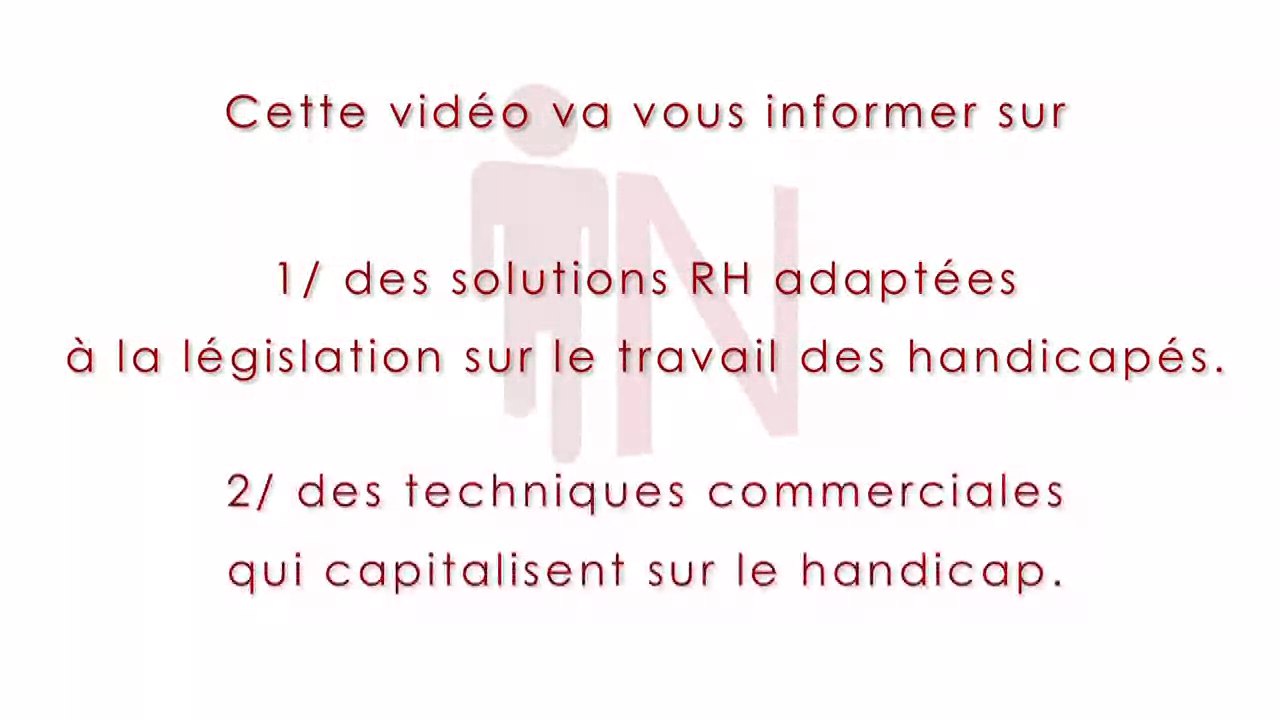 Cette vidéo va vous informer sur
1/ des solutions RH adaptées
à la législation sur le travail des handicapés.
2/ des techniques commerciales
qui capitalisent sur le handicap.
N